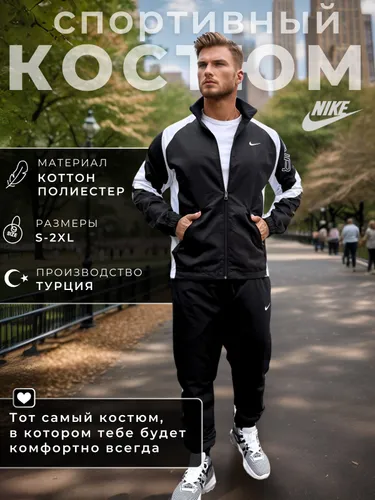 СПОРТИВНЫЙ
КОСТЮМ
NIKE
МАТЕРИАЛ
КОТТОН
ПОЛИЕСТЕР
РАЗМЕРЫ
S-2XL
ПРОИЗВОДСТВО
ТУРЦИЯ
Тот самый костюм,
в котором тебе будет
комфортно всегда